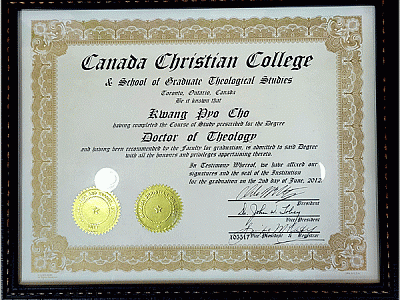 Canada Christian College
& School of Graduate Theological Studies
Toronto, Ontario, Canada
Be it known that
Kwang Pyo Cho
having completed the Course of Study prescribed for the Degree
Doctor of Theology
and having been recommended by the Faculty for graduation, is admitted to said Degree
with all the honours and privileges appertaining thereto.
In Testimony Whereof, we have affixed our
signatures and the seal of the Institution
for the graduation on the 2nd day of June, 2012.
President
Vice President
103317 Vice President & Registrar